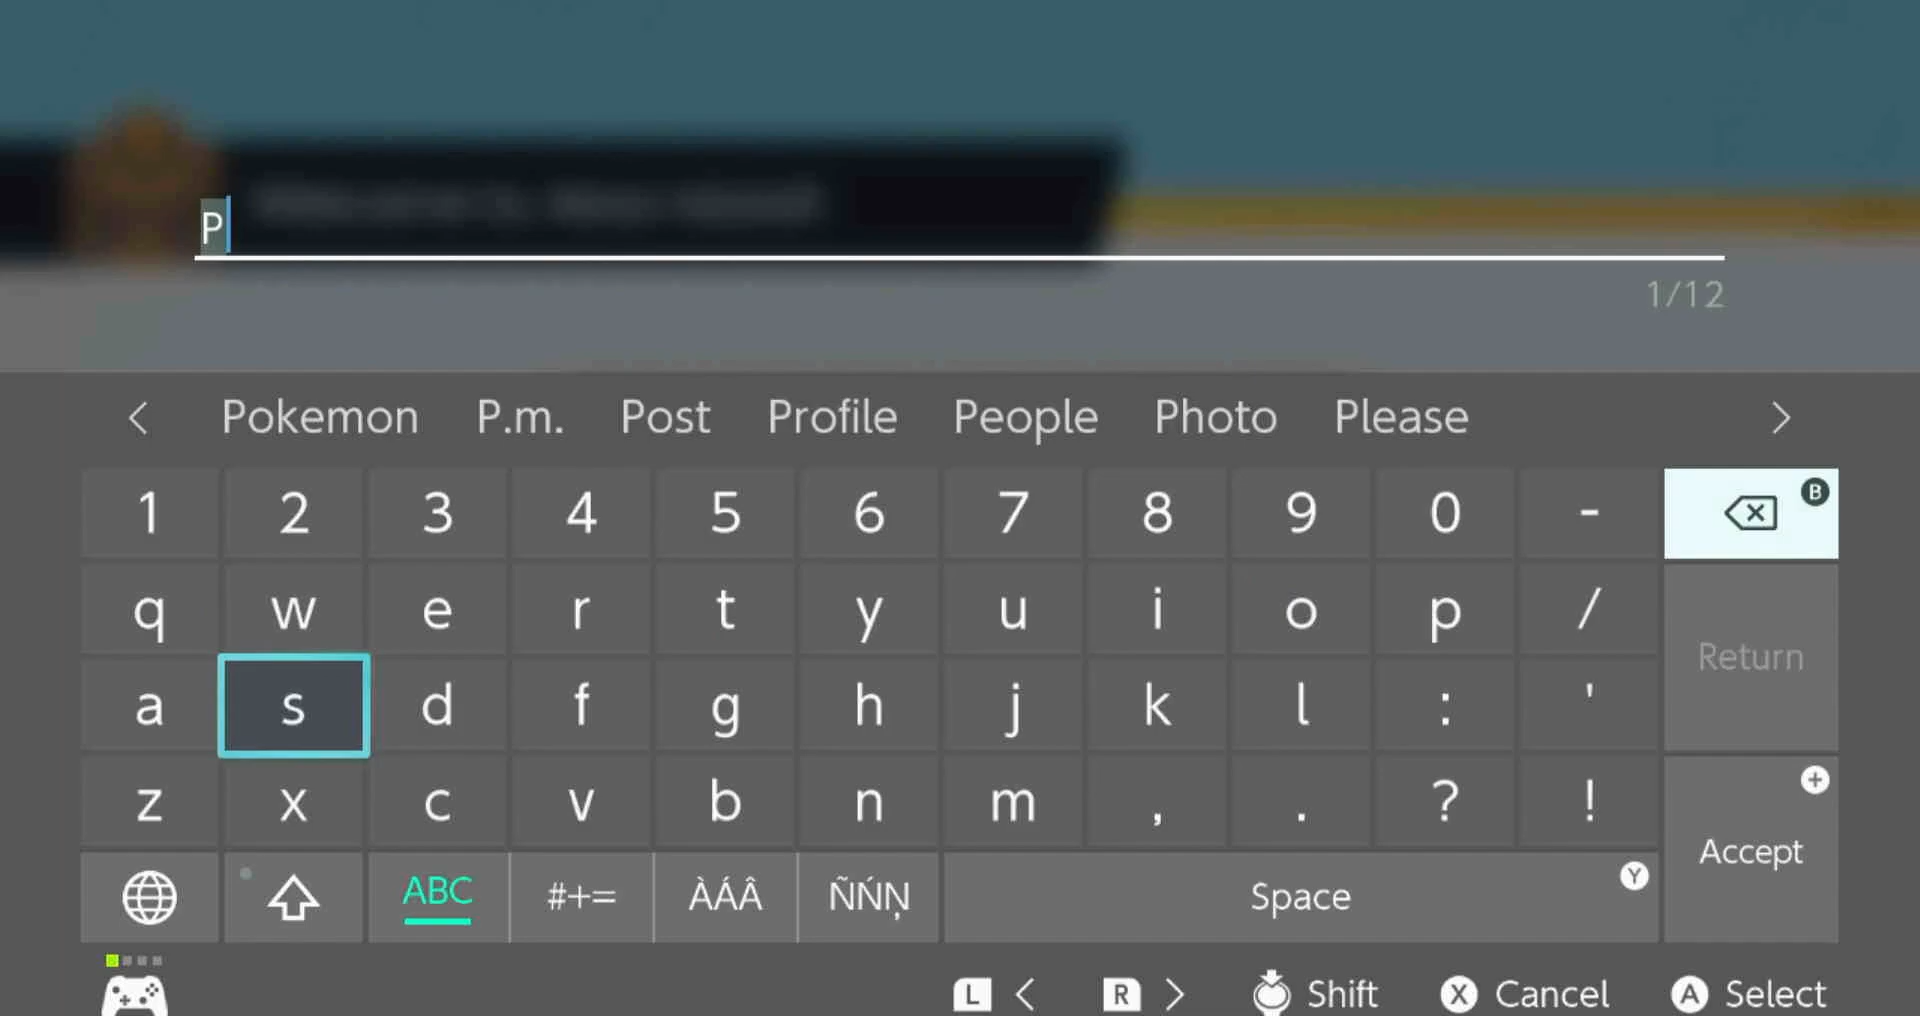 P
1/12
< Pokemon P.m. Post Profile People Photo Please >
1 2 3 4 5 6 7 8 9 0 - B
q w e r t y u i o p /
Return
a s d f g h j k l : '
z x c v b n m , . ? ! +
Accept
ABC #+= ÀÁÂ ÑŃŅ Space Y
L < R > Shift X Cancel A Select